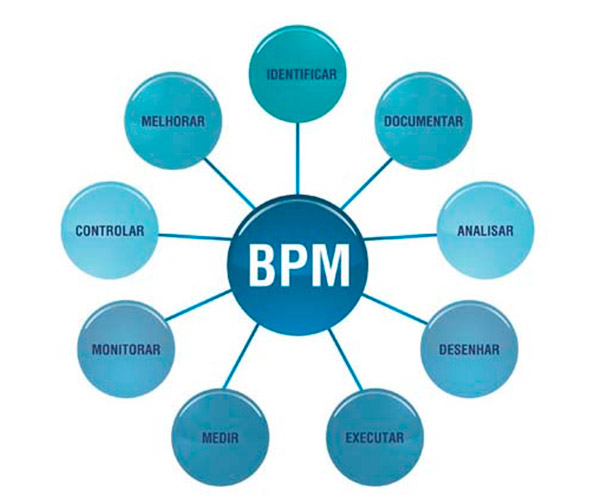 IDENTIFICAR
DOCUMENTAR
ANALISAR
DESENHAR
EXECUTAR
MEDIR
MONITORAR
CONTROLAR
MELHORAR
BPM